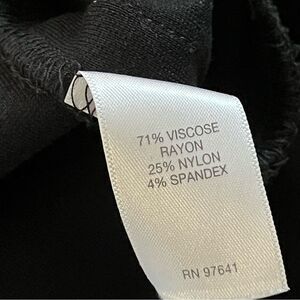 71% VISCOSE
RAYON
25% NYLON
4% SPANDEX
RN 97641